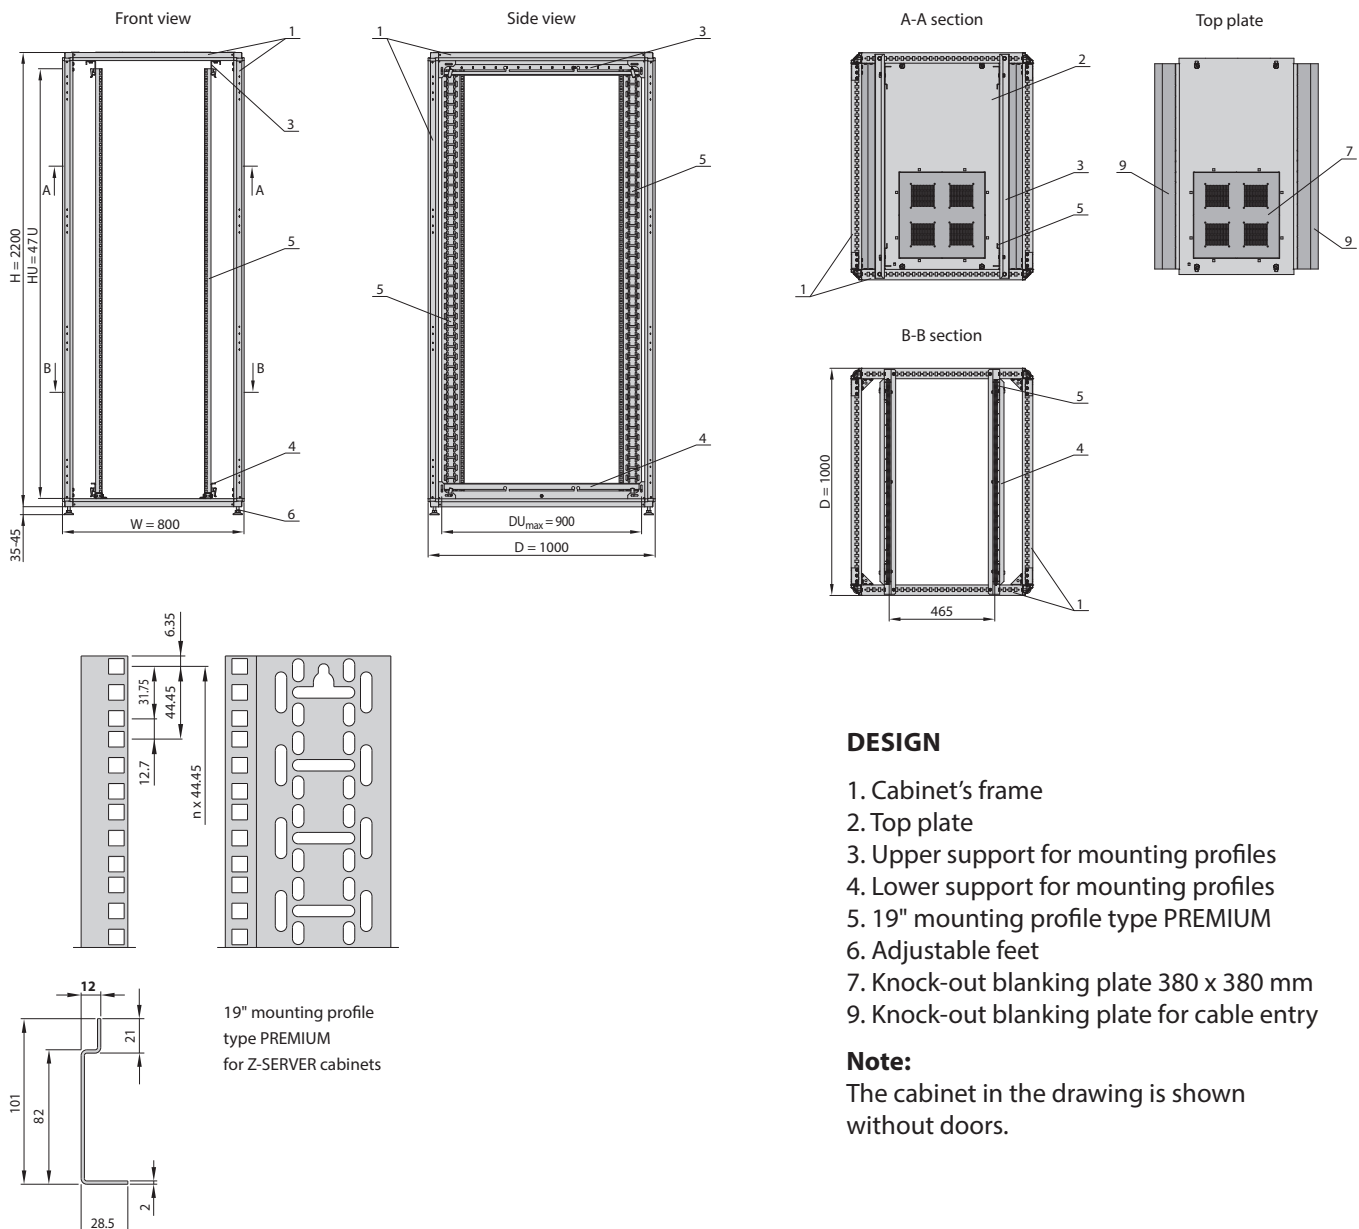 Front view
Side view
A-A section
Top plate
1
3
A
A
5
B
B
4
6
H = 2200
HU = 47 U
35-45
W = 800
1
3
5
5
4
DUmax = 900
D = 1000
2
3
5
1
7
9
9
B-B section
5
4
1
D = 1000
465
6.35
31.75
44.45
12.7
n x 44.45
12
21
101
82
2
28.5
19" mounting profile
type PREMIUM
for Z-SERVER cabinets
DESIGN
1. Cabinet's frame
2. Top plate
3. Upper support for mounting profiles
4. Lower support for mounting profiles
5. 19" mounting profile type PREMIUM
6. Adjustable feet
7. Knock-out blanking plate 380 x 380 mm
9. Knock-out blanking plate for cable entry
Note:
The cabinet in the drawing is shown
without doors.